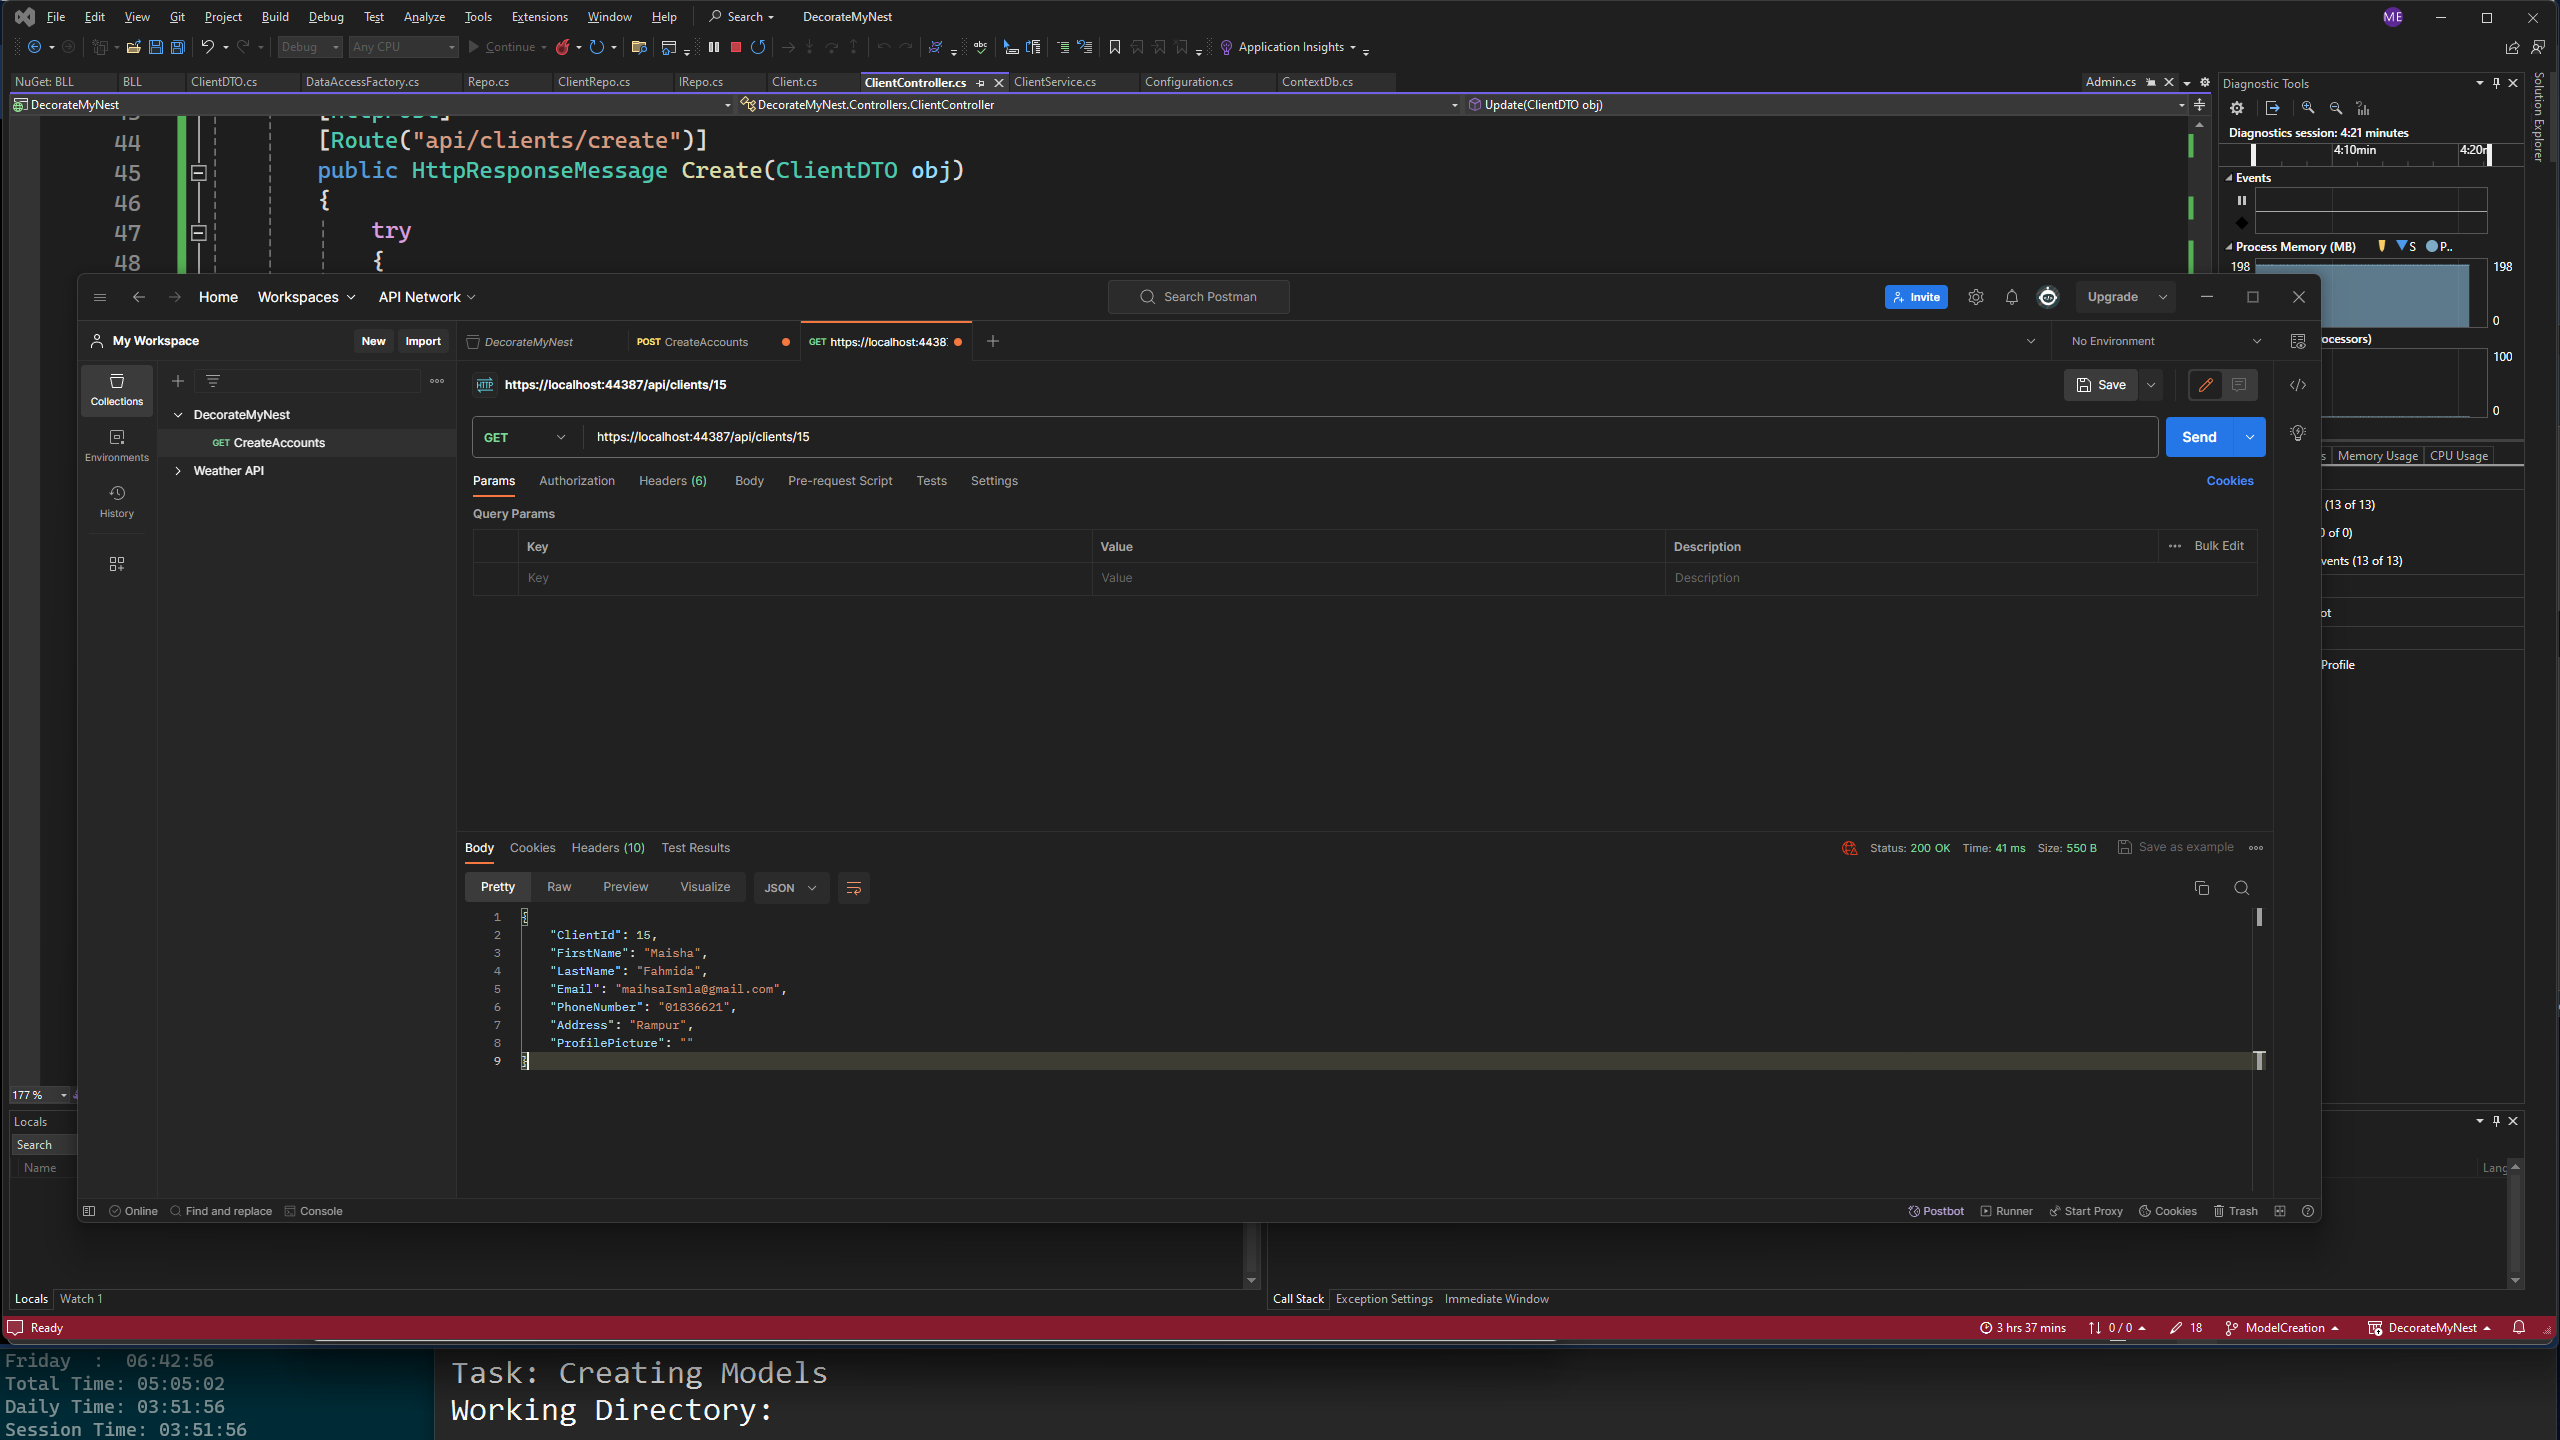 File Edit View Git Project Build Debug Test Analyze Tools Extensions Window Help Search DecorateMyNest ME
Debug Any CPU Continue Application Insights
NuGet: BLL BLL ClientDTO.cs DataAccessFactory.cs Repo.cs ClientRepo.cs IRepo.cs Client.cs ClientController.cs ClientService.cs Configuration.cs ContextDb.cs Admin.cs
DecorateMyNest DecorateMyNest.Controllers.ClientController Update(ClientDTO obj)
44 [Route("api/clients/create")]
45 public HttpResponseMessage Create(ClientDTO obj)
46 {
47 try
48 {
Diagnostic Tools
Diagnostics session: 4:21 minutes
4:10min
Events
Process Memory (MB) S P..
198 198
0
100
0
Memory Usage CPU Usage
(13 of 13)
of 0)
vents (13 of 13)
ot
Profile
Solution Explorer
Home Workspaces API Network Search Postman Invite Upgrade
My Workspace New Import
DecorateMyNest POST CreateAccounts GET https://localhost:4438 No Environment
Collections
Environments
History
DecorateMyNest
GET CreateAccounts
Weather API
HTTP https://localhost:44387/api/clients/15 Save
GET https://localhost:44387/api/clients/15 Send
Params Authorization Headers (6) Body Pre-request Script Tests Settings Cookies
Query Params
Key Value Description Bulk Edit
Key Value Description
Body Cookies Headers (10) Test Results Status: 200 OK Time: 41 ms Size: 550 B Save as example
Pretty Raw Preview Visualize JSON
1 {
2 "ClientId": 15,
3 "FirstName": "Maisha",
4 "LastName": "Fahmida",
5 "Email": "maihsaIsmla@gmail.com",
6 "PhoneNumber": "01836621",
7 "Address": "Rampur",
8 "ProfilePicture": ""
9 }
Online Find and replace Console Postbot Runner Start Proxy Cookies Trash
177 %
Locals
Search
Name Lang
Locals Watch 1 Call Stack Exception Settings Immediate Window
Ready 3 hrs 37 mins 0 / 0 18 ModelCreation DecorateMyNest
Friday : 06:42:56
Total Time: 05:05:02
Daily Time: 03:51:56
Session Time: 03:51:56
Task: Creating Models
Working Directory: